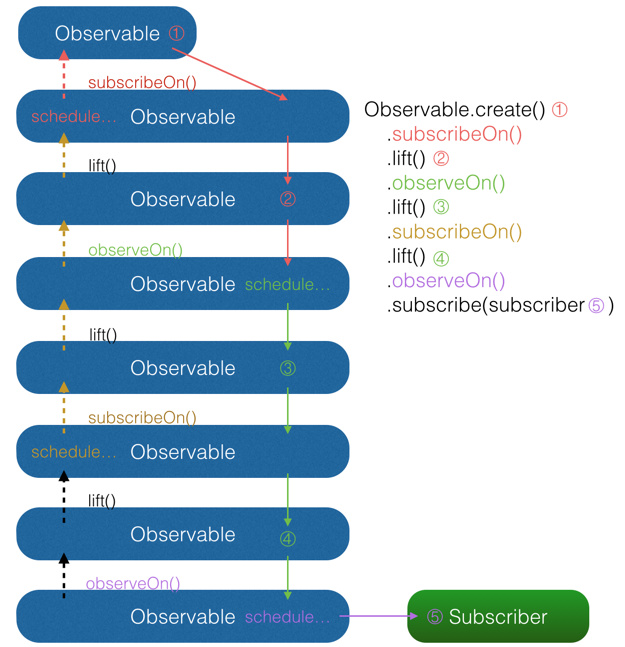 Observable ①
subscribeOn()
schedule... Observable
lift()
Observable ②
observeOn()
Observable schedule...
lift()
Observable ③
subscribeOn()
schedule... Observable
lift()
Observable ④
observeOn()
Observable schedule...
⑤ Subscriber
Observable.create() ①
.subscribeOn()
.lift() ②
.observeOn()
.lift() ③
.subscribeOn()
.lift() ④
.observeOn()
.subscribe(subscriber ⑤ )